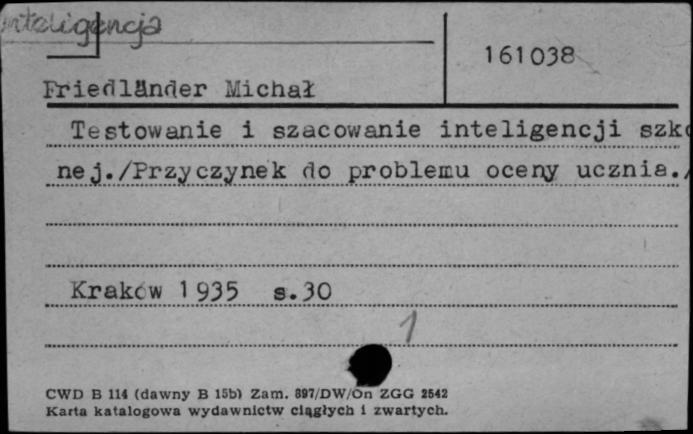 inteligencja
161038
Friedländer Michał
Testowanie i szacowanie inteligencji szko
nej./Przyczynek do problemu oceny ucznia./
Kraków 1935 s.30
1
CWD B 114 (dawny B 15b) Zam. 897/DW/On ZGG 2542
Karta katalogowa wydawnictw ciągłych i zwartych.